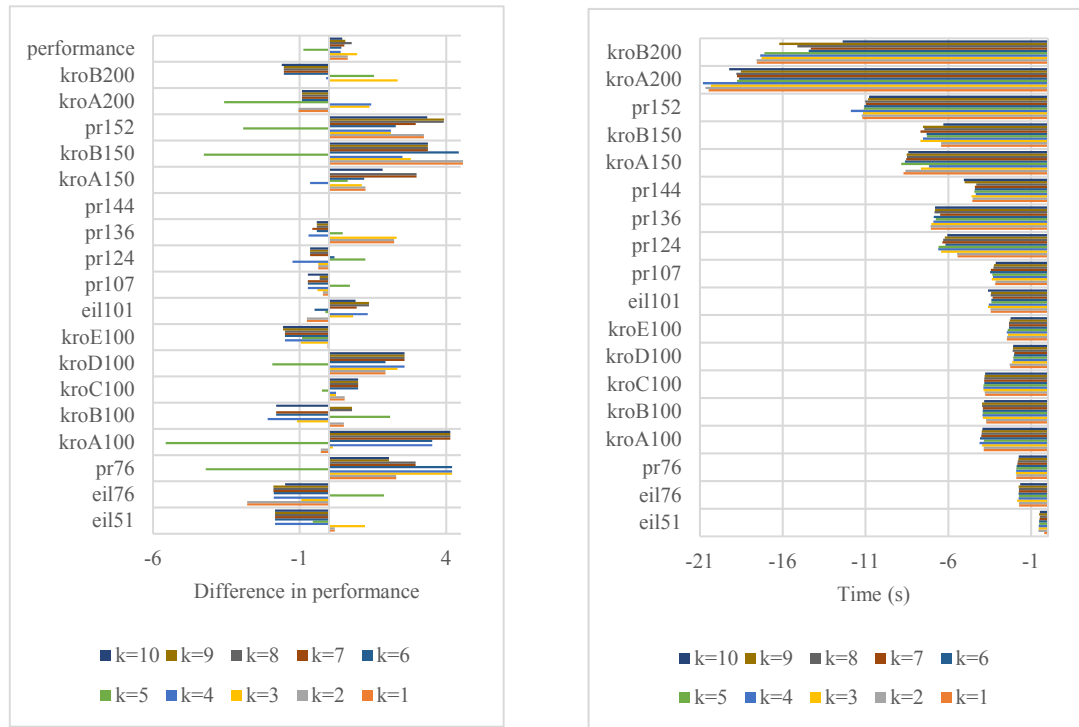 performance
kroB200
kroA200
pr152
kroB150
kroA150
pr144
pr136
pr124
pr107
eil101
kroE100
kroD100
kroC100
kroB100
kroA100
pr76
eil76
eil51
-6 -1 4
Difference in performance
k=10 k=9 k=8 k=7 k=6
k=5 k=4 k=3 k=2 k=1
kroB200
kroA200
pr152
kroB150
kroA150
pr144
pr136
pr124
pr107
eil101
kroE100
kroD100
kroC100
kroB100
kroA100
pr76
eil76
eil51
-21 -16 -11 -6 -1
Time (s)
k=10 k=9 k=8 k=7 k=6
k=5 k=4 k=3 k=2 k=1